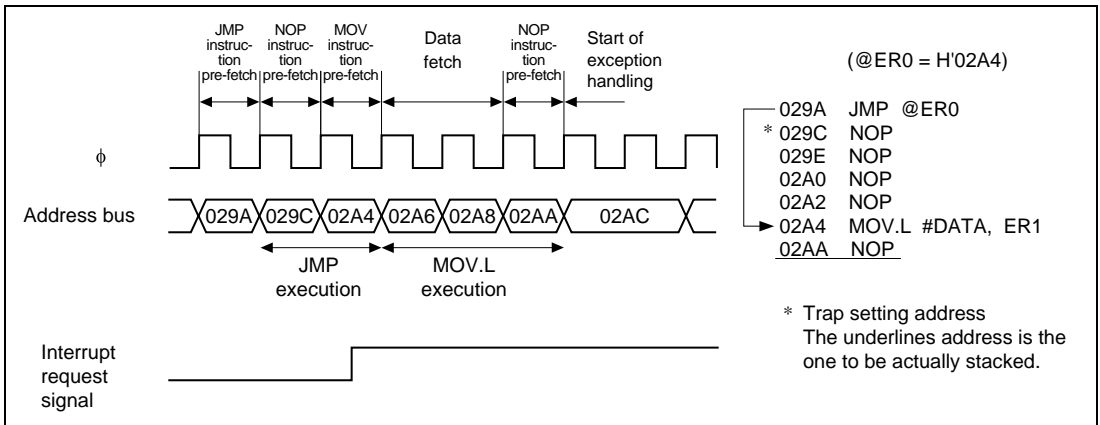 JMP
instruc-
tion
pre-fetch
NOP
instruc-
tion
pre-fetch
MOV
instruc-
tion
pre-fetch
Data
fetch
NOP
instruc-
tion
pre-fetch
Start of
exception
handling
φ
Address bus
029A 029C 02A4 02A6 02A8 02AA 02AC
JMP
execution
MOV.L
execution
Interrupt
request
signal
(@ER0 = H'02A4)
029A JMP @ER0
* 029C NOP
029E NOP
02A0 NOP
02A2 NOP
02A4 MOV.L #DATA, ER1
02AA NOP
* Trap setting address
The underlines address is the
one to be actually stacked.